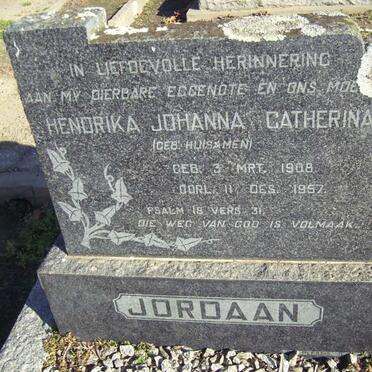 IN LIEFDEVOLLE HERINNERING
AAN MY DIERBARE EGGENOTE EN ONS MOE
HENDRIKA JOHANNA CATHERINA
(GEB. HUISAMEN)
GEB. 3 MRT. 1908
OORL. 11 DES. 1957.
PSALM 18 VERS 31.
DIE WEG VAN GOD IS VOLMAAK.
JORDAAN